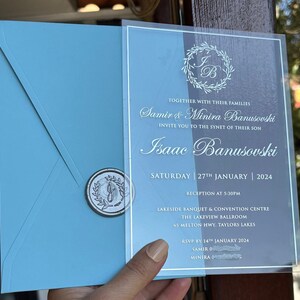 I
B
TOGETHER WITH THEIR FAMILIES
Samir & Minira Banusovski
INVITE YOU TO THE SUNET OF THEIR SON
Isaac Banusovski
SATURDAY | 27TH JANUARY | 2024
RECEPTION AT 5:30PM
LAKESIDE BANQUET & CONVENTION CENTRE
THE LAKEVIEW BALLROOM
10 MELTON HWY, TAYLORS LAKES
RSVP BY 14TH JANUARY 2024
SAMIR
MINIRA